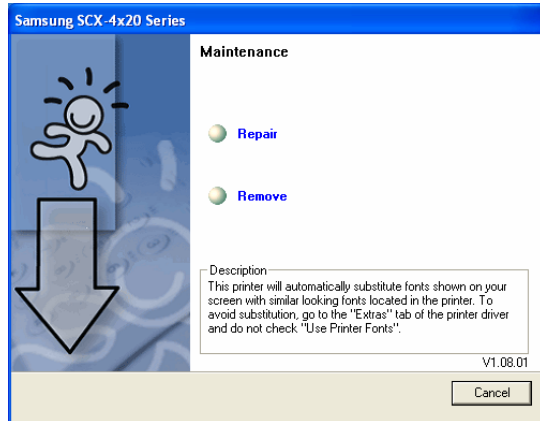 Samsung SCX-4x20 Series
Maintenance
Repair
Remove
Description
This printer will automatically substitute fonts shown on your
screen with similar looking fonts located in the printer. To
avoid substitution, go to the "Extras" tab of the printer driver
and do not check "Use Printer Fonts".
V1.08.01
Cancel